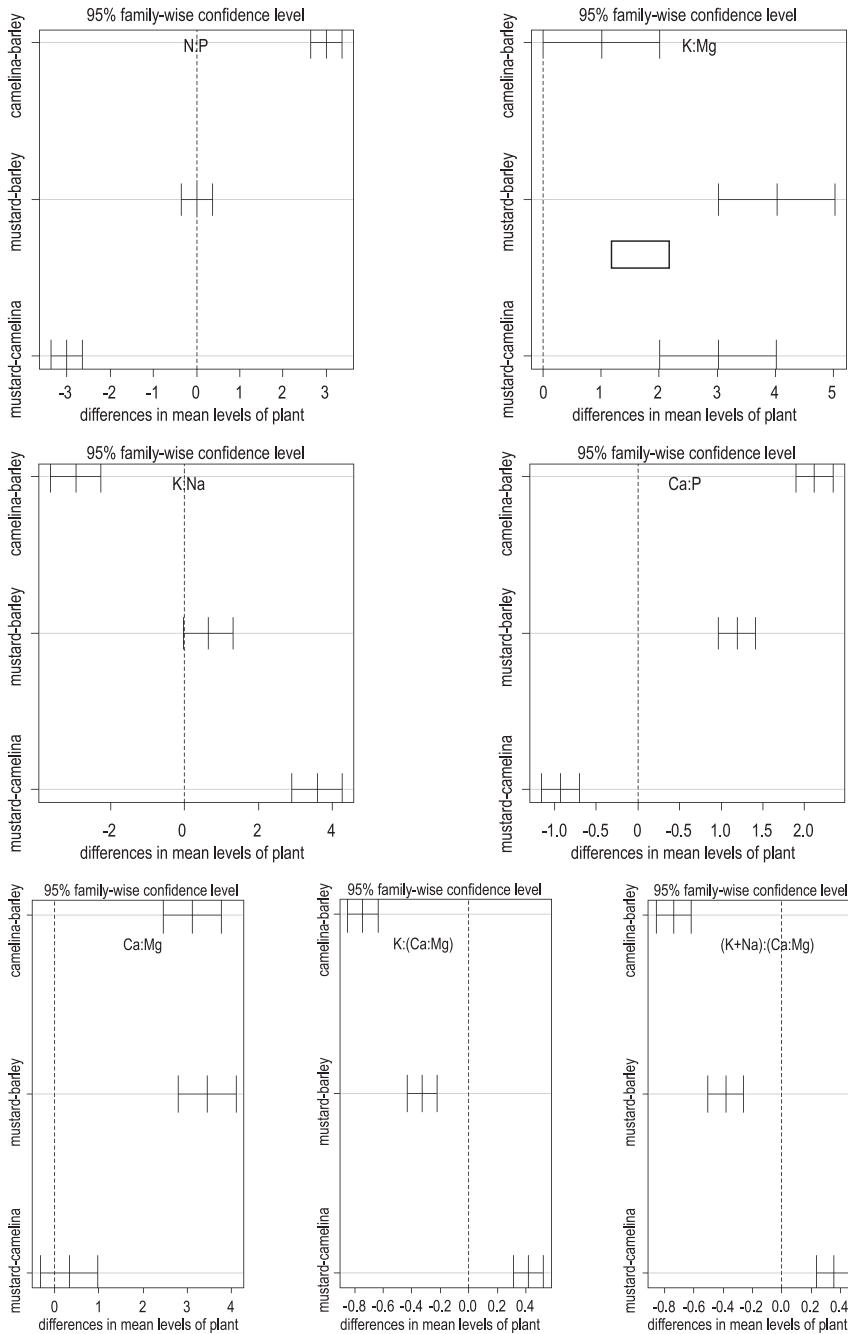 95% family-wise confidence level
N:P
camelina-barley
mustard-barley
mustard-camelina
-3 -2 -1 0 1 2 3
differences in mean levels of plant
95% family-wise confidence level
K:Mg
camelina-barley
mustard-barley
mustard-camelina
0 1 2 3 4 5
differences in mean levels of plant
95% family-wise confidence level
K:Na
camelina-barley
mustard-barley
mustard-camelina
-2 0 2 4
differences in mean levels of plant
95% family-wise confidence level
Ca:P
camelina-barley
mustard-barley
mustard-camelina
-1.0 -0.5 0 -0.5 1.0 1.5 2.0
differences in mean levels of plant
95% family-wise confidence level
Ca:Mg
camelina-barley
mustard-barley
mustard-camelina
0 1 2 3 4
differences in mean levels of plant
95% family-wise confidence level
K:(Ca:Mg)
camelina-barley
mustard-barley
mustard-camelina
-0.8 -0.6 -0.4 -0.2 0.0 0.2 0.4
differences in mean levels of plant
95% family-wise confidence level
(K+Na):(Ca:Mg)
camelina-barley
mustard-barley
mustard-camelina
-0.8 -0.6 -0.4 -0.2 0.0 0.2 0.4
differences in mean levels of plant